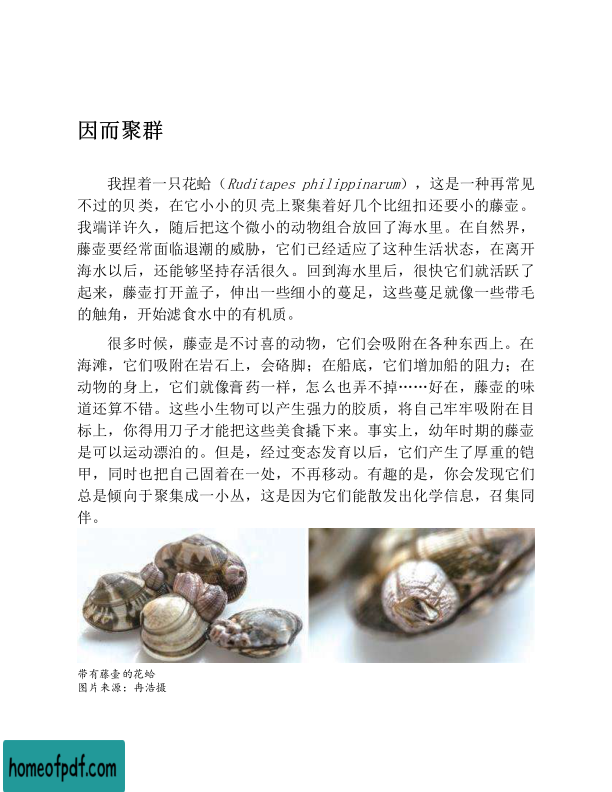 因而聚群
我捏着一只花蛤（Ruditapes philippinarum），这是一种再常见
不过的贝类，在它小小的贝壳上聚集着好几个比纽扣还要小的藤壶。
我端详许久，随后把这个微小的动物组合放回了海水里。在自然界，
藤壶要经常面临退潮的威胁，它们已经适应了这种生活状态，在离开
海水以后，还能够坚持存活很久。回到海水里后，很快它们就活跃了
起来，藤壶打开盖子，伸出一些细小的蔓足，这些蔓足就像一些带毛
的触角，开始滤食水中的有机质。
很多时候，藤壶是不讨喜的动物，它们会吸附在各种东西上。在
海滩，它们吸附在岩石上，会硌脚；在船底，它们增加船的阻力；在
动物的身上，它们就像膏药一样，怎么也弄不掉……好在，藤壶的味
道还算不错。这些小生物可以产生强力的胶质，将自己牢牢吸附在目
标上，你得用刀子才能把这些美食撬下来。事实上，幼年时期的藤壶
是可以运动漂泊的。但是，经过变态发育以后，它们产生了厚重的铠
甲，同时也把自己固着在一处，不再移动。有趣的是，你会发现它们
总是倾向于聚集成一小丛，这是因为它们能散发出化学信息，召集同
伴。
带有藤壶的花蛤
图片来源：冉浩摄
homeofpdf.com